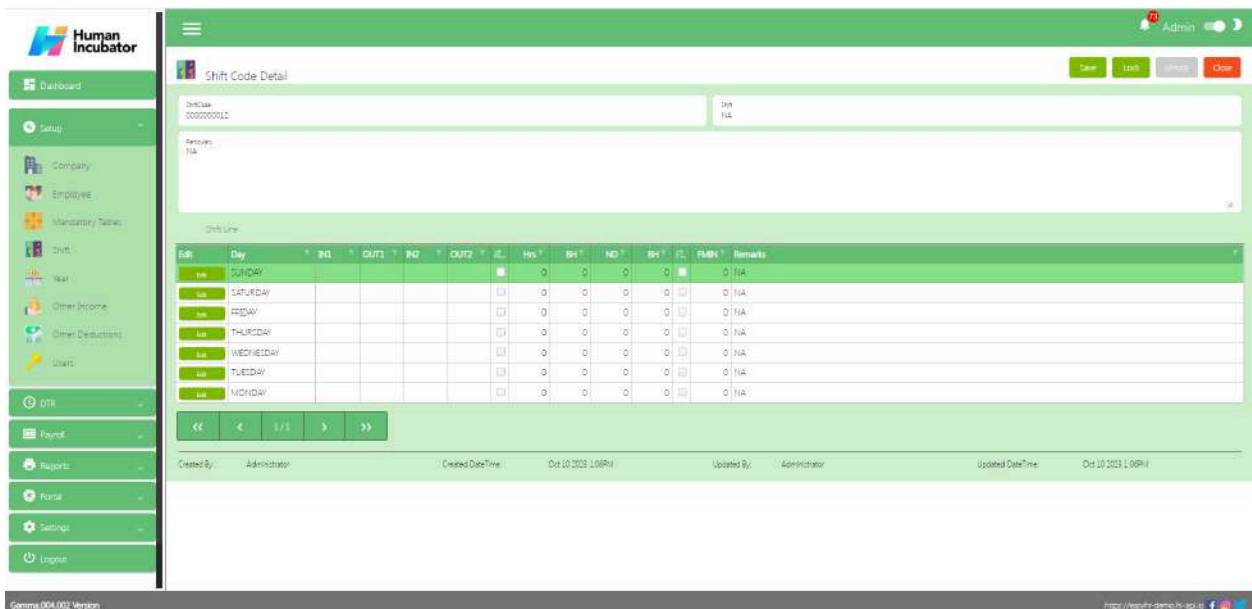 Human
Incubator
73
Admin
Dashboard
Setup
Company
Employee
Mandatory Tables
Shift
Year
Other Income
Other Deductions
Users
DTR
Payroll
Reports
Portal
Settings
Logout
Shift Code Detail
Save Lock Close
ShiftCode
0000000012
Shift
NA
Particulars
NA
Shift Line
Edit Day IN1 OUT1 IN2 OUT2 Hrs BH ND BH FMIN Remarks
Edit SUNDAY 0 0 0 0 0 NA
Edit SATURDAY 0 0 0 0 0 NA
Edit FRIDAY 0 0 0 0 0 NA
Edit THURSDAY 0 0 0 0 0 NA
Edit WEDNESDAY 0 0 0 0 0 NA
Edit TUESDAY 0 0 0 0 0 NA
Edit MONDAY 0 0 0 0 0 NA
<< < 1/1 > >>
Created By: Administrator Created DateTime: Oct 10 2023 1:06PM Updated By: Administrator Updated DateTime: Oct 10 2023 1:06PM
Gamma.004.002 Version